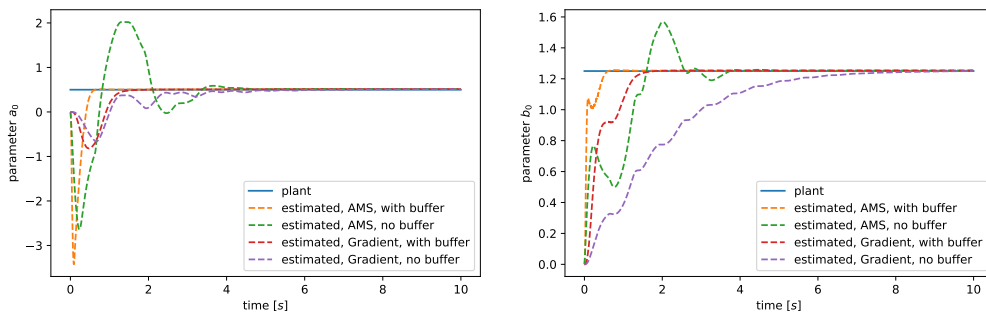 2
1
0
−1
−2
−3
parameter a₀
0
2
4
6
8
10
time [s]
plant
estimated, AMS, with buffer
estimated, AMS, no buffer
estimated, Gradient, with buffer
estimated, Gradient, no buffer
1.6
1.4
1.2
1.0
0.8
0.6
0.4
0.2
0.0
parameter b₀
0
2
4
6
8
10
time [s]
plant
estimated, AMS, with buffer
estimated, AMS, no buffer
estimated, Gradient, with buffer
estimated, Gradient, no buffer